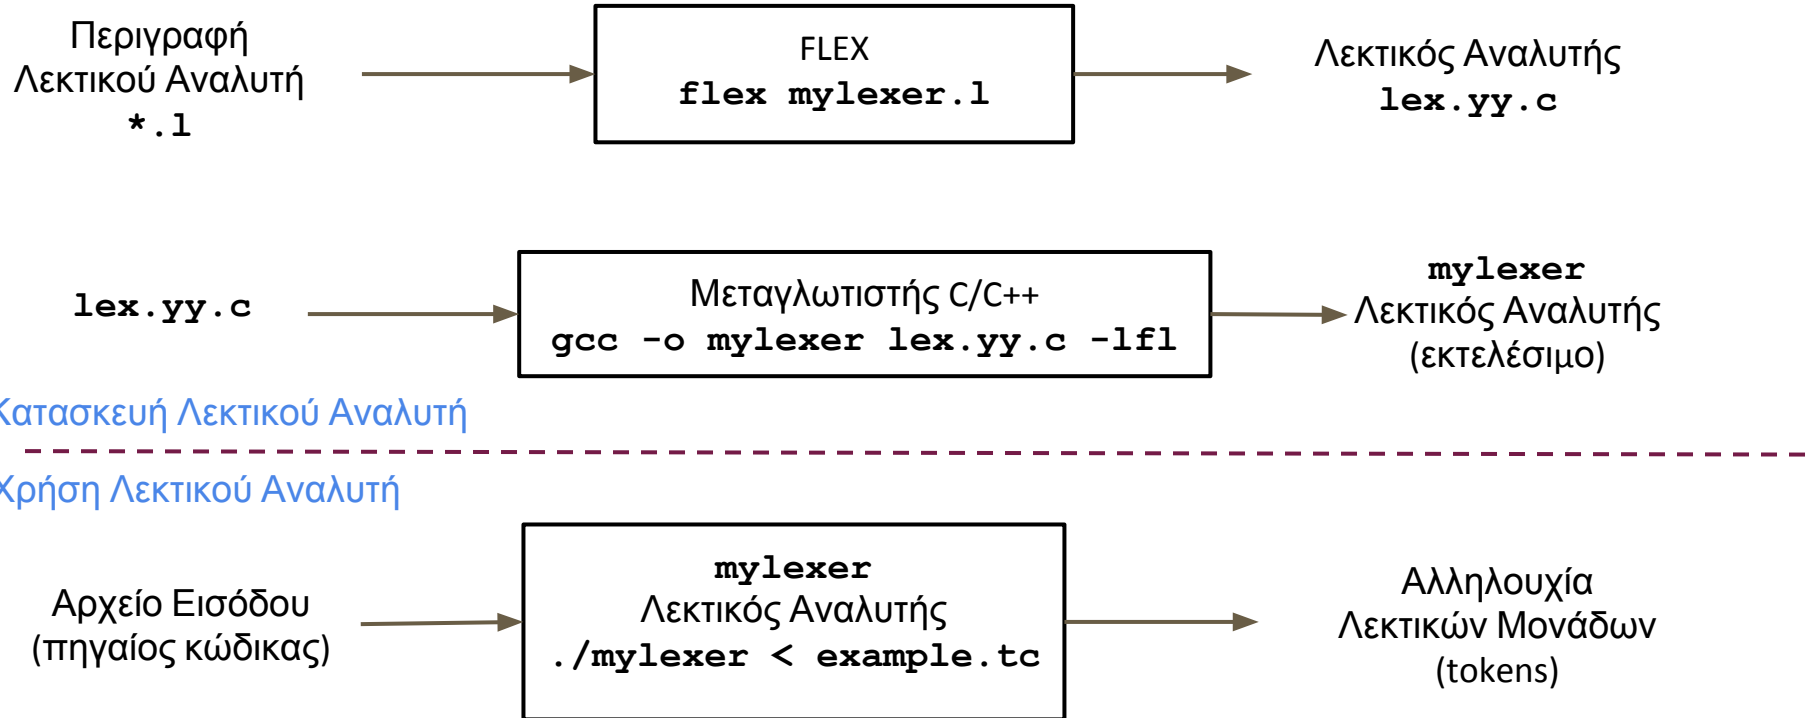 Περιγραφή
Λεκτικού Αναλυτή
*.l
FLEX
flex mylexer.l
Λεκτικός Αναλυτής
lex.yy.c
lex.yy.c
Μεταγλωτιστής C/C++
gcc -o mylexer lex.yy.c -lfl
mylexer
Λεκτικός Αναλυτής
(εκτελέσιμο)
Κατασκευή Λεκτικού Αναλυτή
Χρήση Λεκτικού Αναλυτή
Αρχείο Εισόδου
(πηγαίος κώδικας)
mylexer
Λεκτικός Αναλυτής
./mylexer < example.tc
Αλληλουχία
Λεκτικών Μονάδων
(tokens)